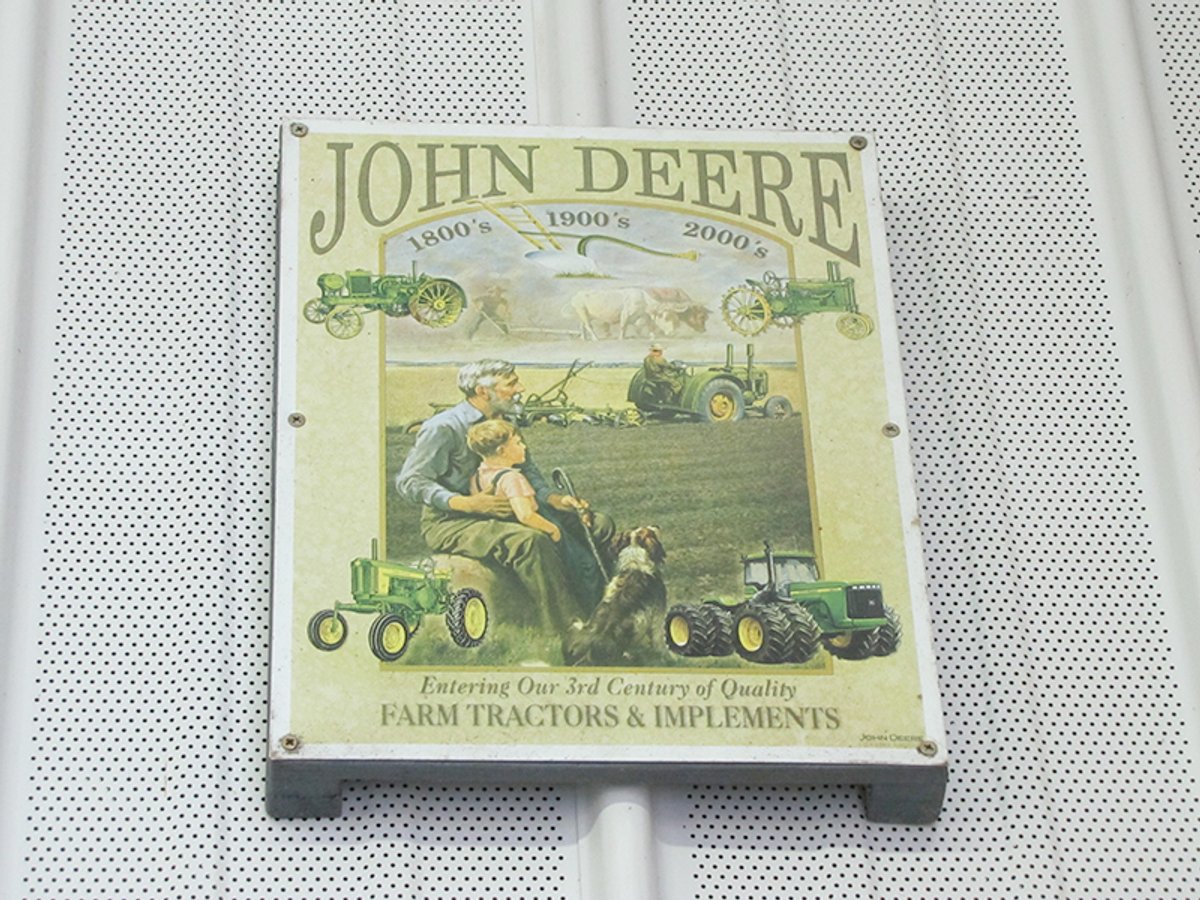 JOHN DEERE
1800's 1900's 2000's
Entering Our 3rd Century of Quality
FARM TRACTORS & IMPLEMENTS
JOHN DEERE